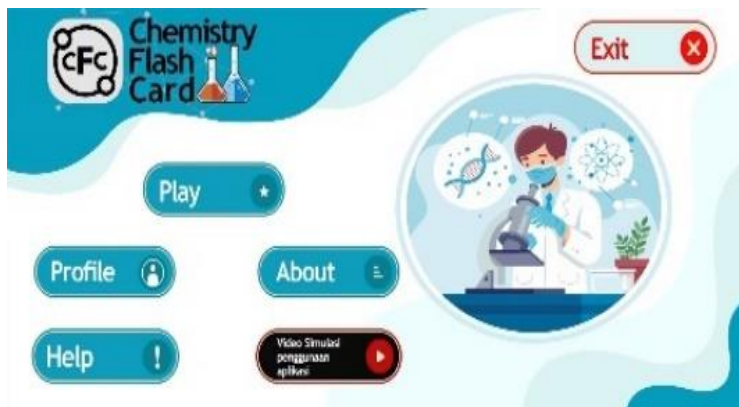 cFc
Chemistry
Flash
Card
Exit
Play
Profile
About
Help
Video Simulasi
penggunaan
aplikasi